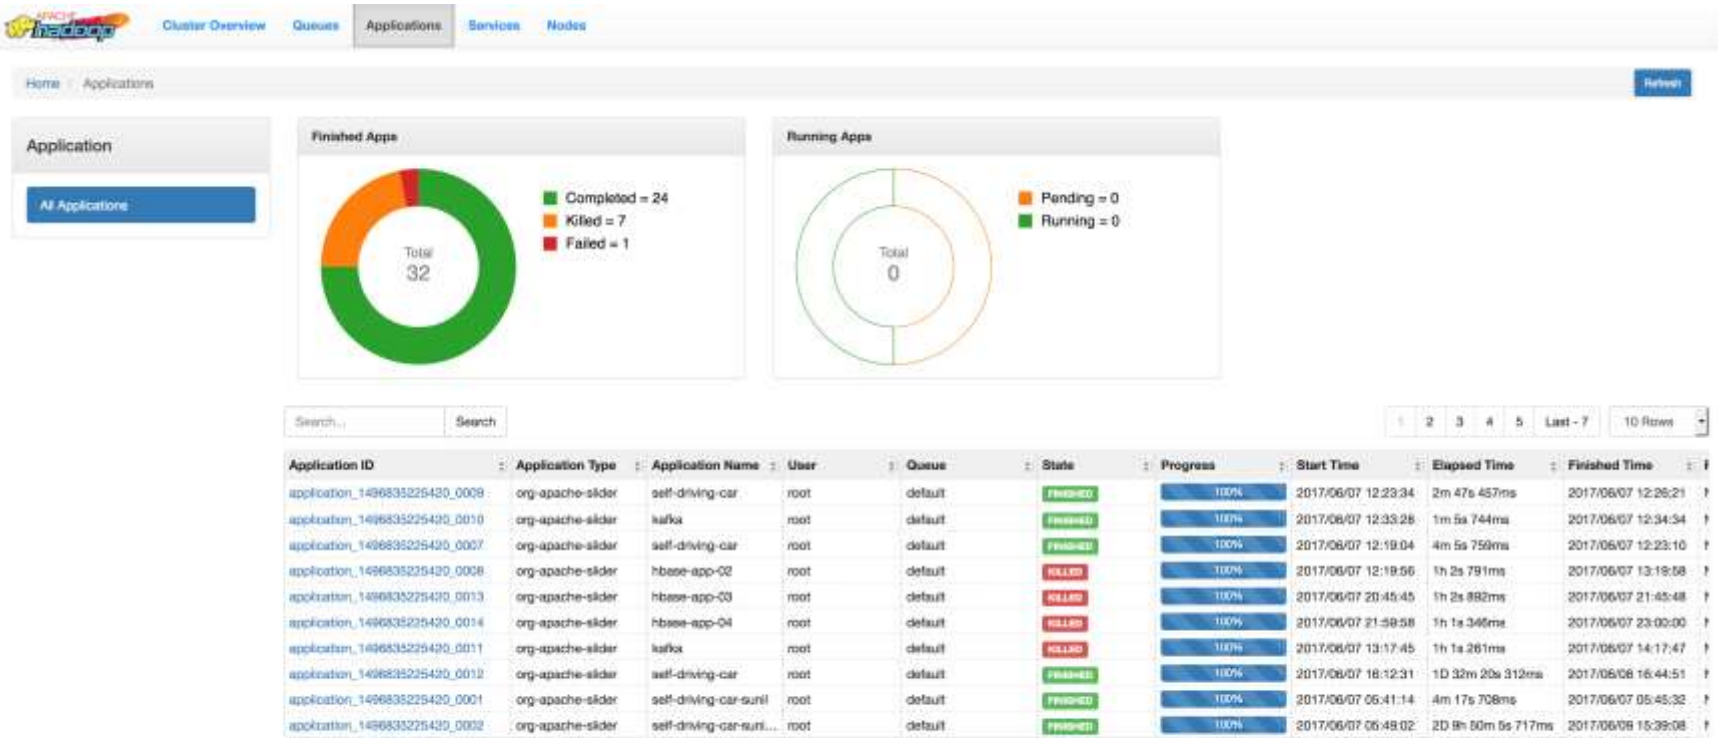 APACHE
hadoop
Cluster Overview Queues Applications Services Nodes
Home / Applications Refresh
Application
All Applications
Finished Apps
Total
32
Completed = 24
Killed = 7
Failed = 1
Running Apps
Total
0
Pending = 0
Running = 0
Search... Search 1 2 3 4 5 Last - 7 10 Rows
Application ID Application Type Application Name User Queue State Progress Start Time Elapsed Time Finished Time
application_1496835225420_0009 org-apache-slider self-driving-car root default FINISHED 100% 2017/06/07 12:23:34 2m 47s 457ms 2017/06/07 12:26:21
application_1496835225420_0010 org-apache-slider kafka root default FINISHED 100% 2017/06/07 12:33:28 1m 5s 744ms 2017/06/07 12:34:34
application_1496835225420_0007 org-apache-slider self-driving-car root default FINISHED 100% 2017/06/07 12:19:04 4m 5s 759ms 2017/06/07 12:23:10
application_1496835225420_0008 org-apache-slider hbase-app-02 root default KILLED 100% 2017/06/07 12:19:56 1h 2s 791ms 2017/06/07 13:19:58
application_1496835225420_0013 org-apache-slider hbase-app-03 root default KILLED 100% 2017/06/07 20:45:45 1h 2s 892ms 2017/06/07 21:45:48
application_1496835225420_0014 org-apache-slider hbase-app-04 root default KILLED 100% 2017/06/07 21:59:58 1h 1s 346ms 2017/06/07 23:00:00
application_1496835225420_0011 org-apache-slider kafka root default KILLED 100% 2017/06/07 13:17:45 1h 1s 261ms 2017/06/07 14:17:47
application_1496835225420_0012 org-apache-slider self-driving-car root default FINISHED 100% 2017/06/07 16:12:31 1D 32m 20s 312ms 2017/06/08 16:44:51
application_1496835225420_0001 org-apache-slider self-driving-car-sunil root default FINISHED 100% 2017/06/07 05:41:14 4m 17s 708ms 2017/06/07 05:45:32
application_1496835225420_0002 org-apache-slider self-driving-car-suni... root default FINISHED 100% 2017/06/07 05:49:02 2D 9h 50m 5s 717ms 2017/06/09 15:39:08